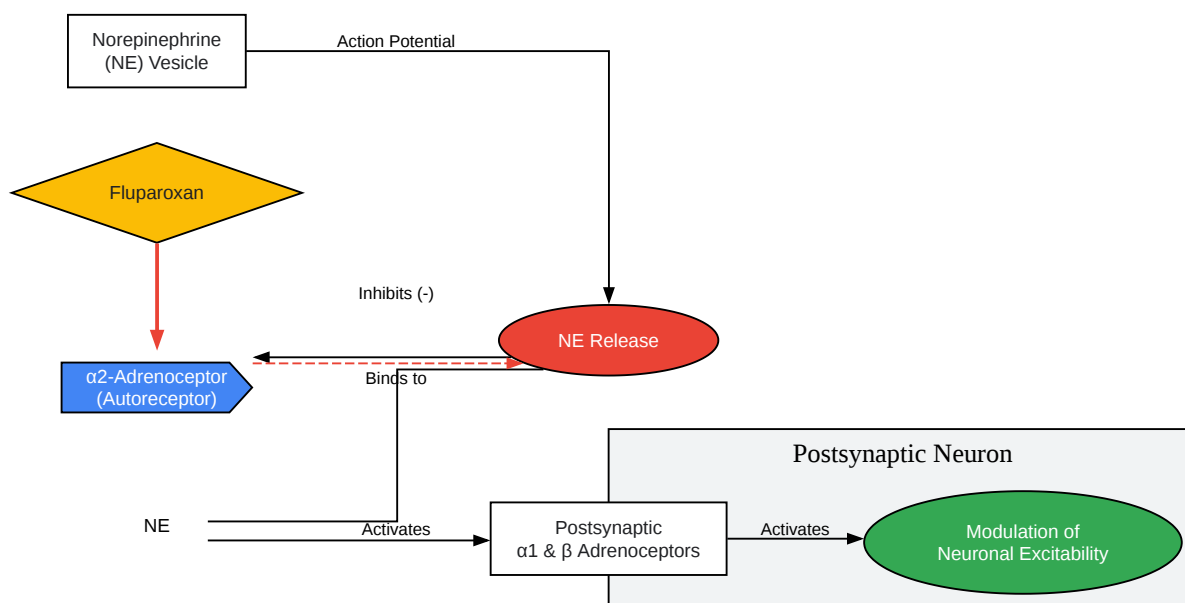 Norepinephrine
(NE) Vesicle
Action Potential
Fluparoxan
Inhibits (-)
NE Release
α2-Adrenoceptor
(Autoreceptor)
Binds to
Postsynaptic Neuron
NE
Activates
Postsynaptic
α1 & β Adrenoceptors
Activates
Modulation of
Neuronal Excitability